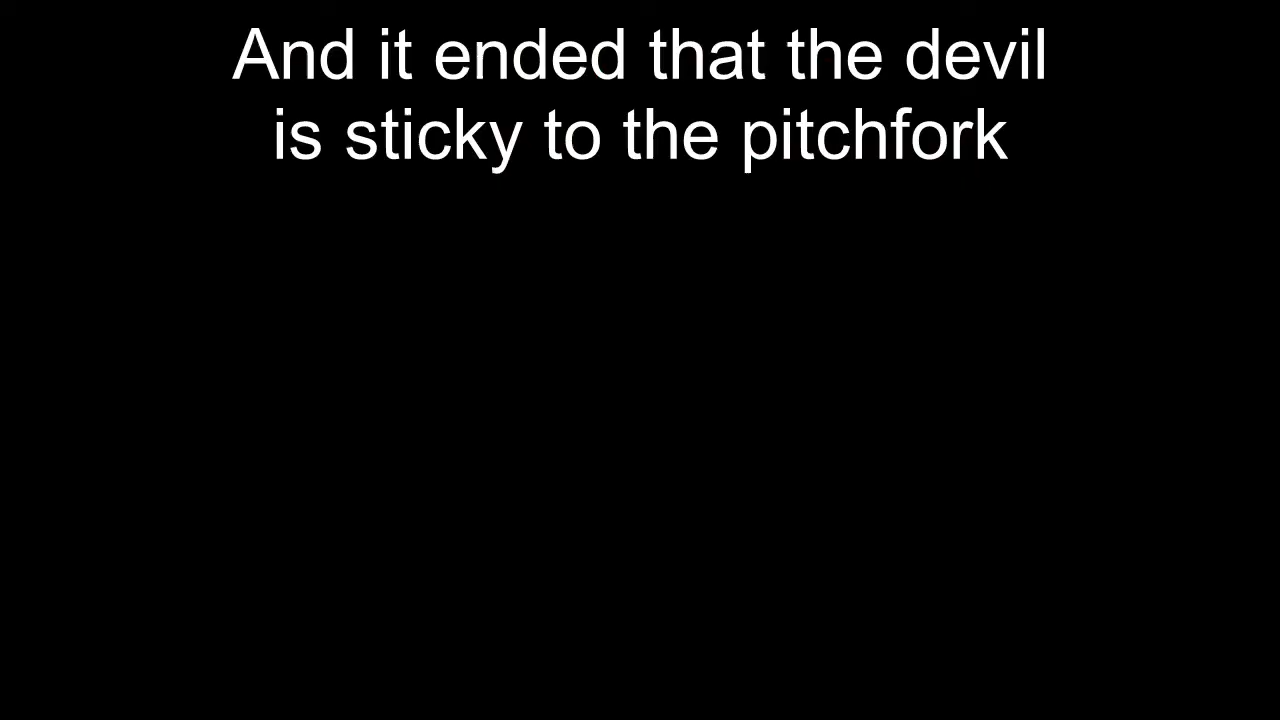 And it ended that the devil
is sticky to the pitchfork